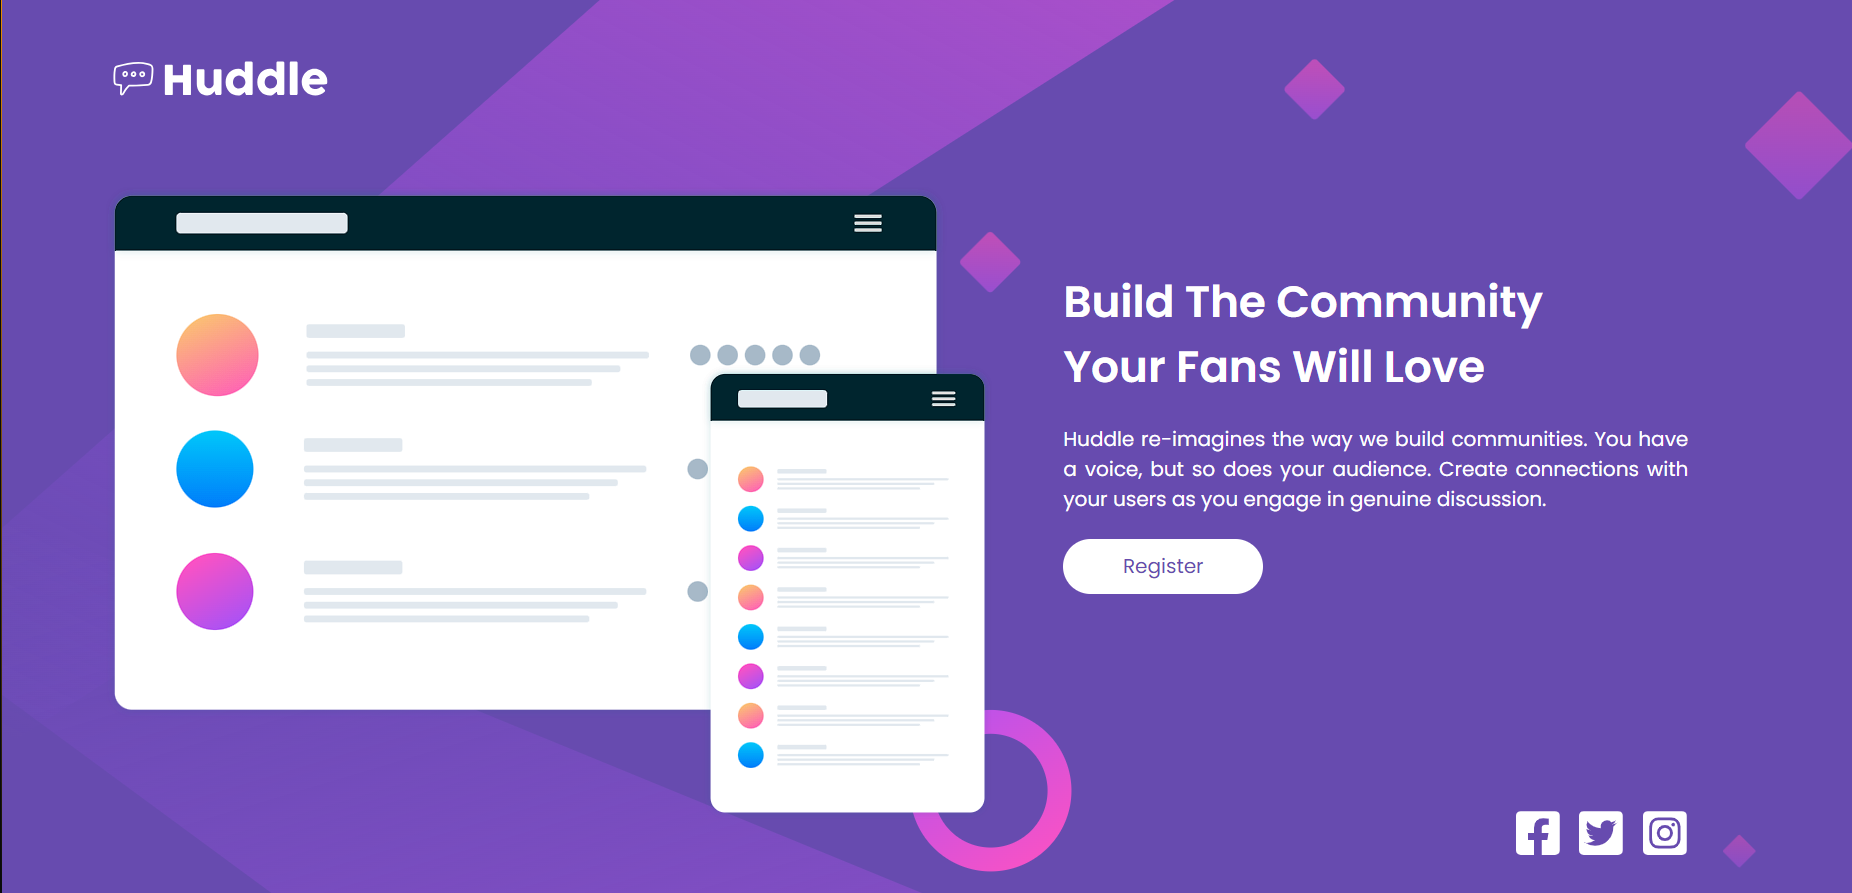 Huddle
Build The Community
Your Fans Will Love
Huddle re-imagines the way we build communities. You have
a voice, but so does your audience. Create connections with
your users as you engage in genuine discussion.
Register